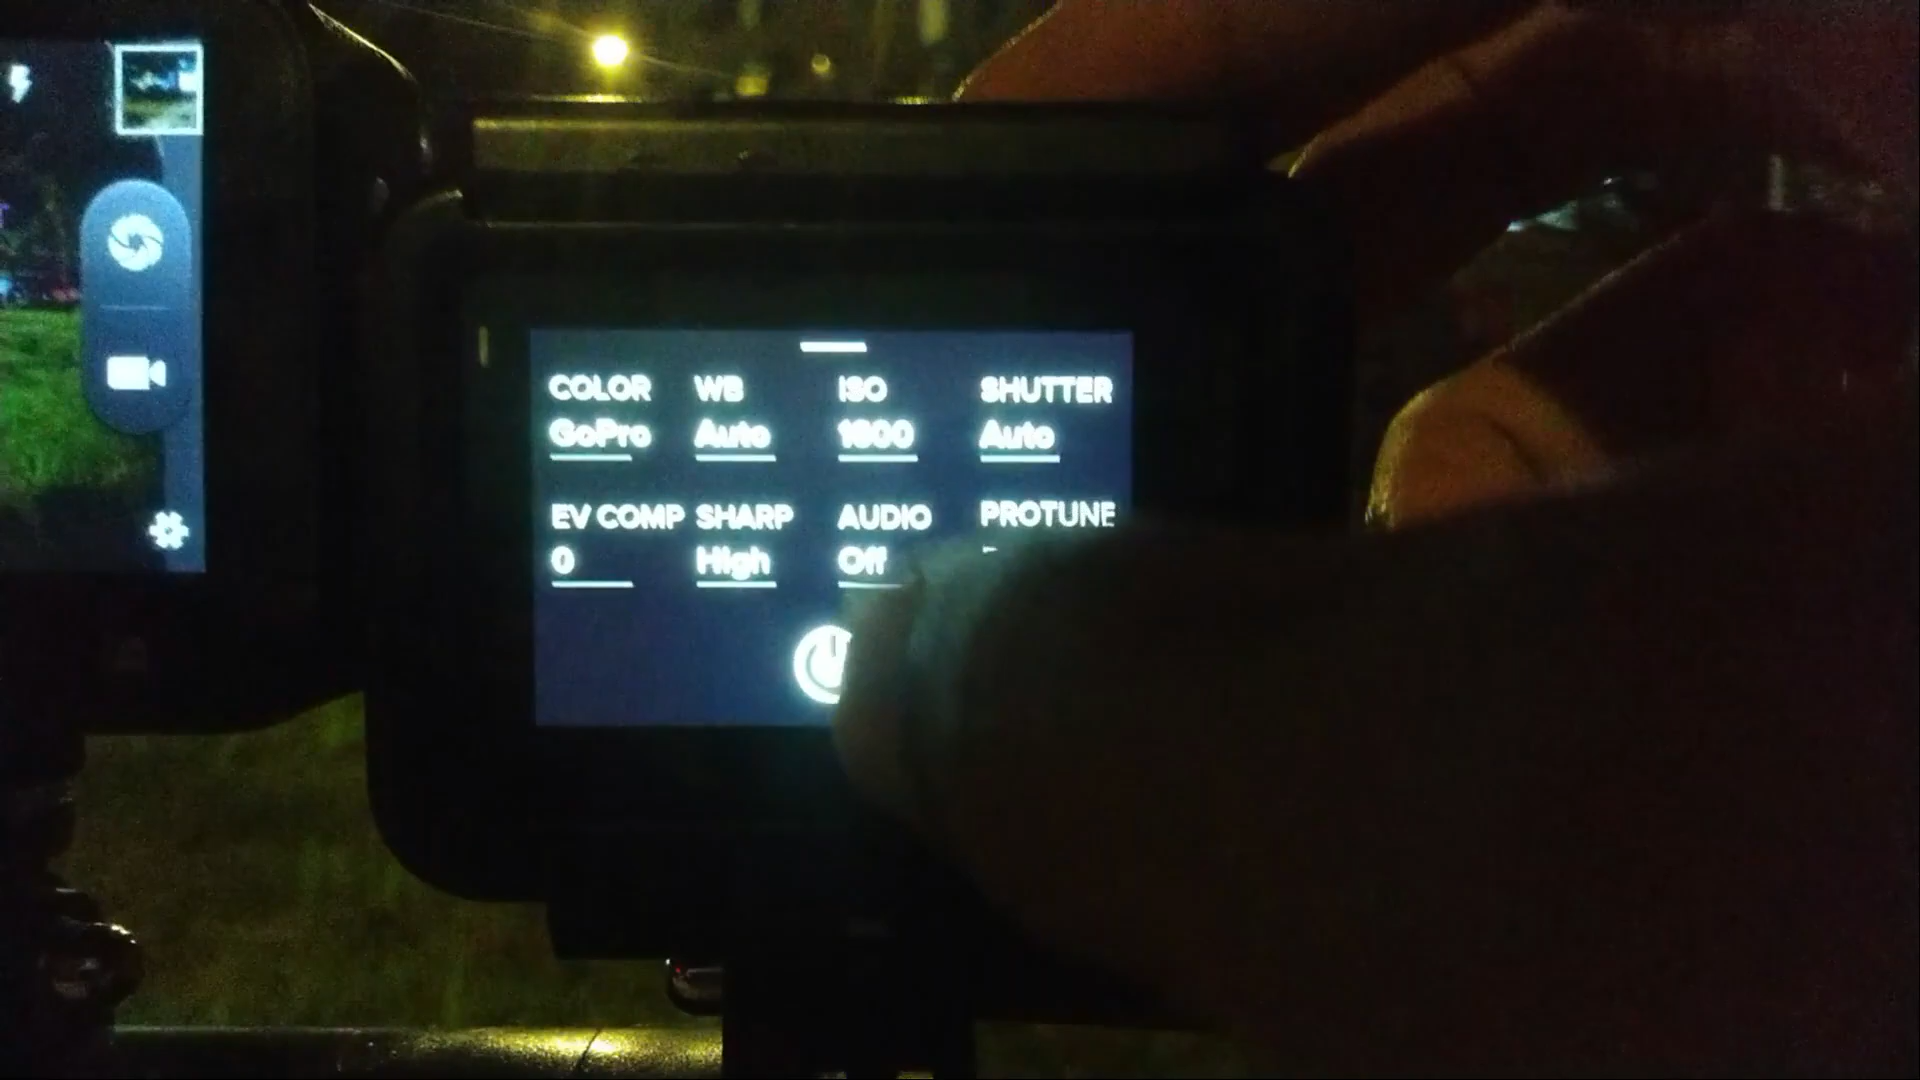 COLOR WB ISO SHUTTER
GoPro Auto 1600 Auto
EV COMP SHARP AUDIO PROTUNE
0 High Off